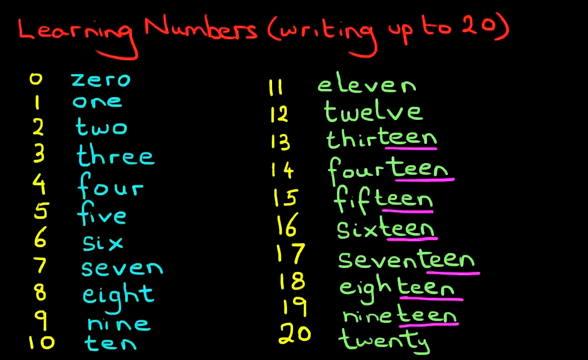 Learning Numbers (writing up to 20)
0 zero
1 one
2 two
3 three
4 four
5 five
6 six
7 seven
8 eight
9 nine
10 ten
11 eleven
12 twelve
13 thirteen
14 fourteen
15 fifteen
16 sixteen
17 seventeen
18 eighteen
19 nineteen
20 twenty